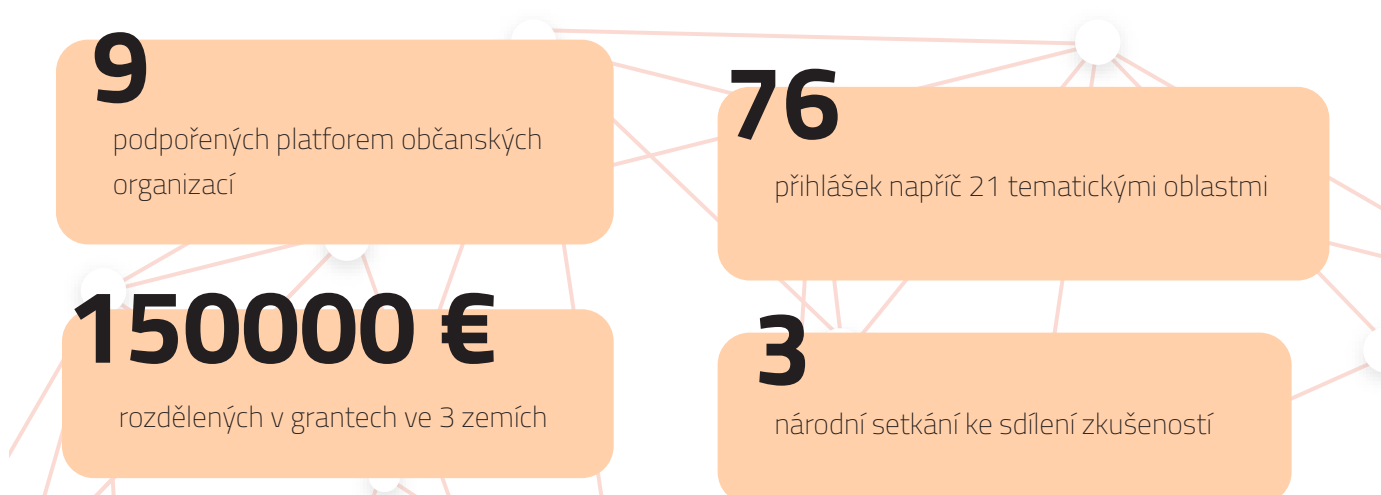 9
podpořených platforem občanských
organizací
76
přihlášek napříč 21 tematickými oblastmi
150000 €
rozdělených v grantech ve 3 zemích
3
národní setkání ke sdílení zkušeností